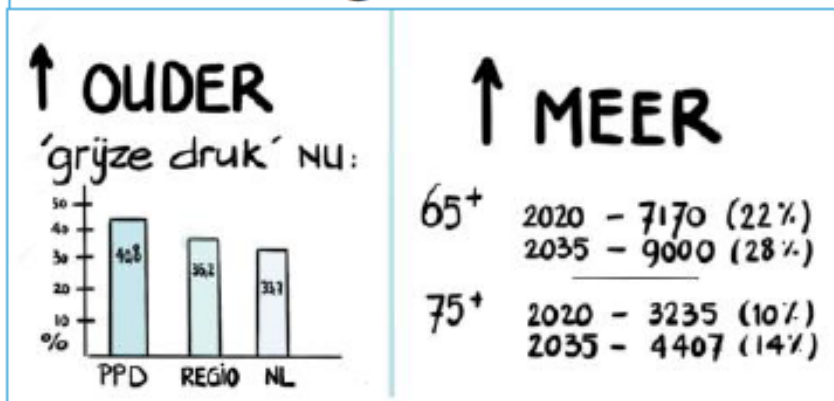 ↑ OUDER
'grijze druk' NU:
50
40
30
20
10
%
40,8
36,2
33,7
PPD REGIO NL
↑ MEER
65+ 2020 - 7170 (22%)
2035 - 9000 (28%)
75+ 2020 - 3235 (10%)
2035 - 4407 (14%)